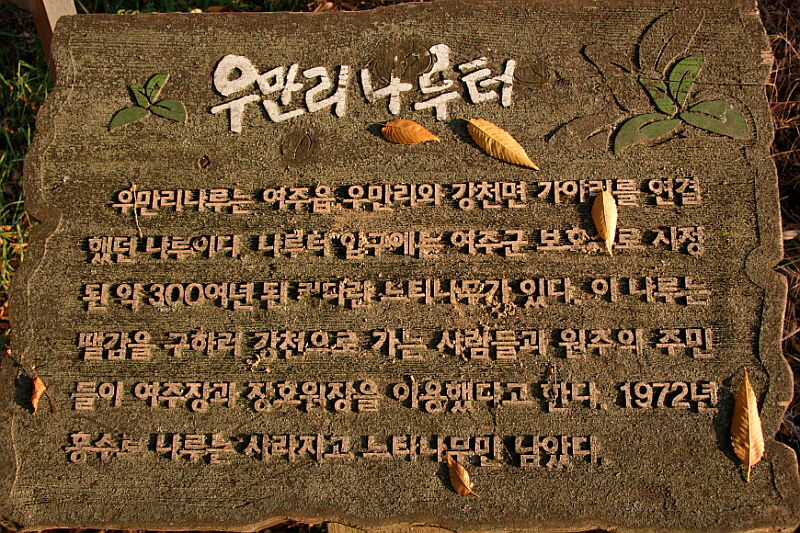 우만리 나루터
우만리나루는 여주읍 우만리와 강천면 가야리를 연결
했던 나루이다. 나루터 입구에는 여주군 보호수로 지정
된 약 300여년 된 커다란 느티나무가 있다. 이 나루는
땔감을 구하러 강천으로 가는 사람들과 원주의 주민
들이 여주장과 장호원장을 이용했다고 한다. 1972년
홍수로 나루는 사라지고 느티나무만 남았다.